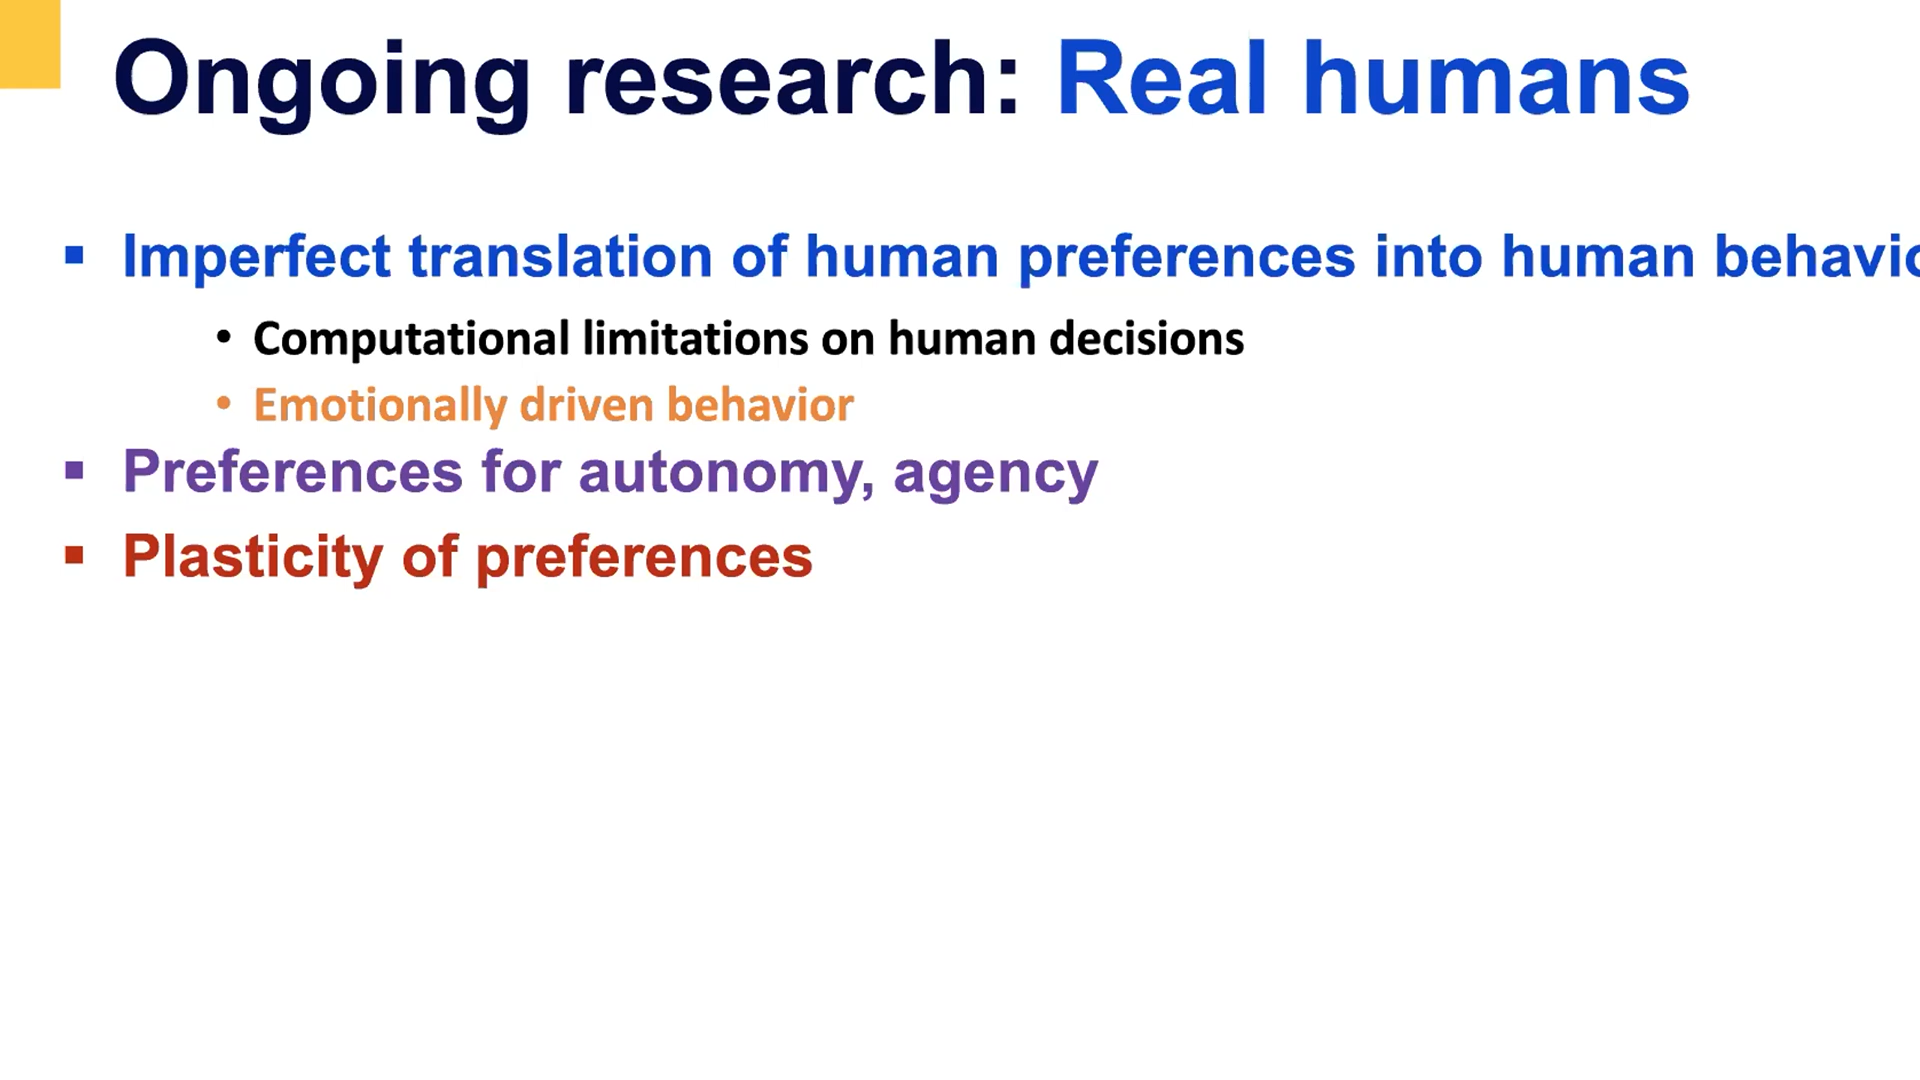 Ongoing research: Real humans
▪ Imperfect translation of human preferences into human behavio
• Computational limitations on human decisions
• Emotionally driven behavior
▪ Preferences for autonomy, agency
▪ Plasticity of preferences